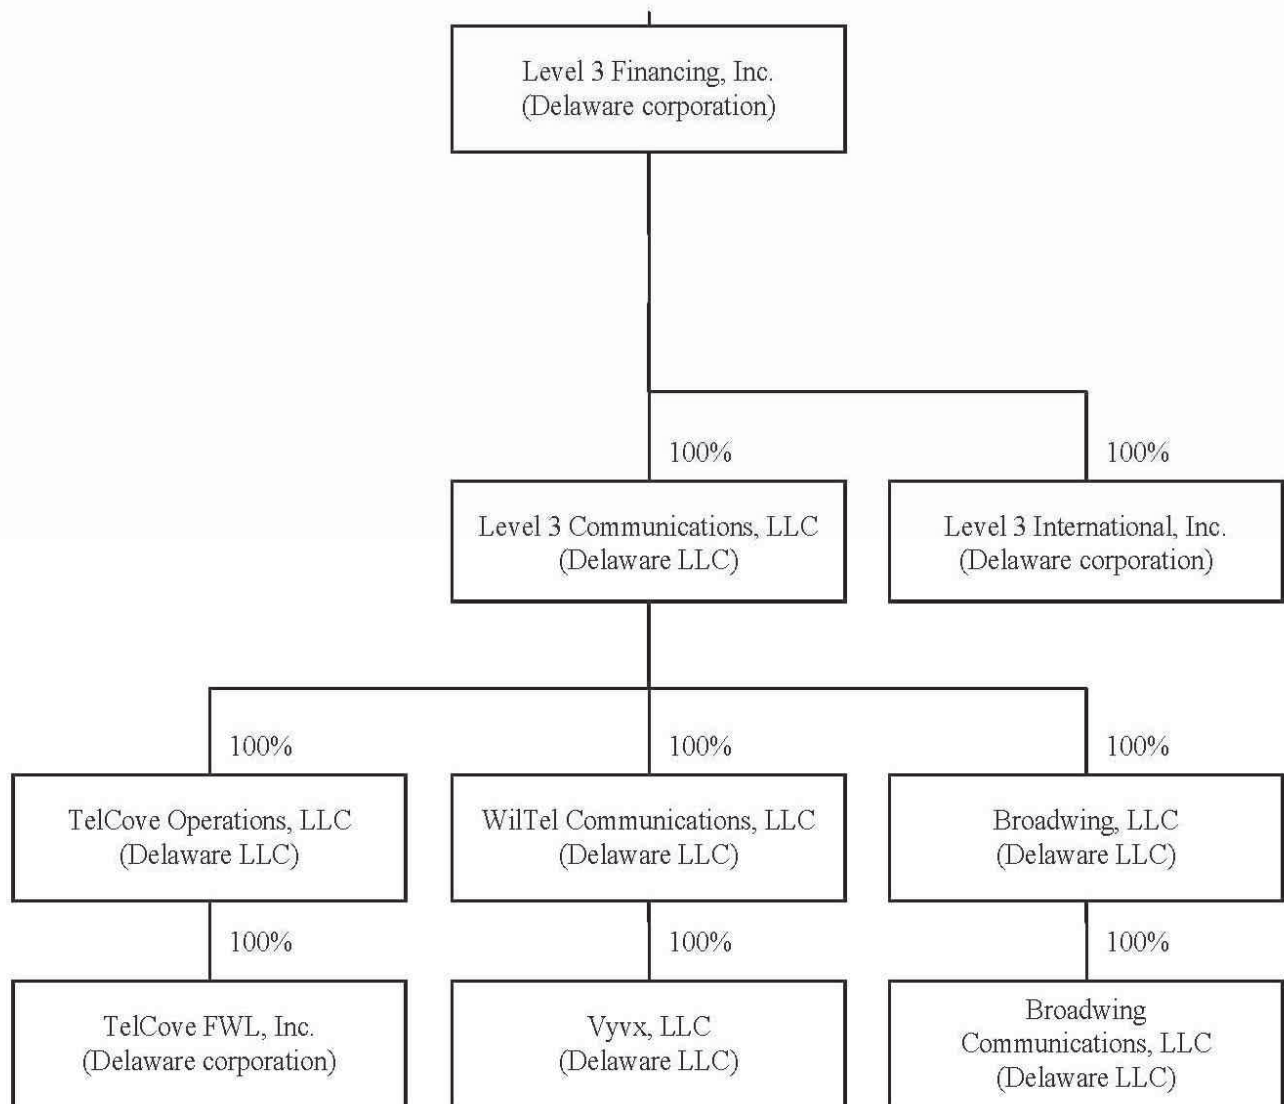 Level 3 Financing, Inc.
(Delaware corporation)
100%
100%
Level 3 Communications, LLC
(Delaware LLC)
Level 3 International, Inc.
(Delaware corporation)
100%
100%
100%
TelCove Operations, LLC
(Delaware LLC)
WilTel Communications, LLC
(Delaware LLC)
Broadwing, LLC
(Delaware LLC)
100%
100%
100%
TelCove FWL, Inc.
(Delaware corporation)
Vyvx, LLC
(Delaware LLC)
Broadwing
Communications, LLC
(Delaware LLC)